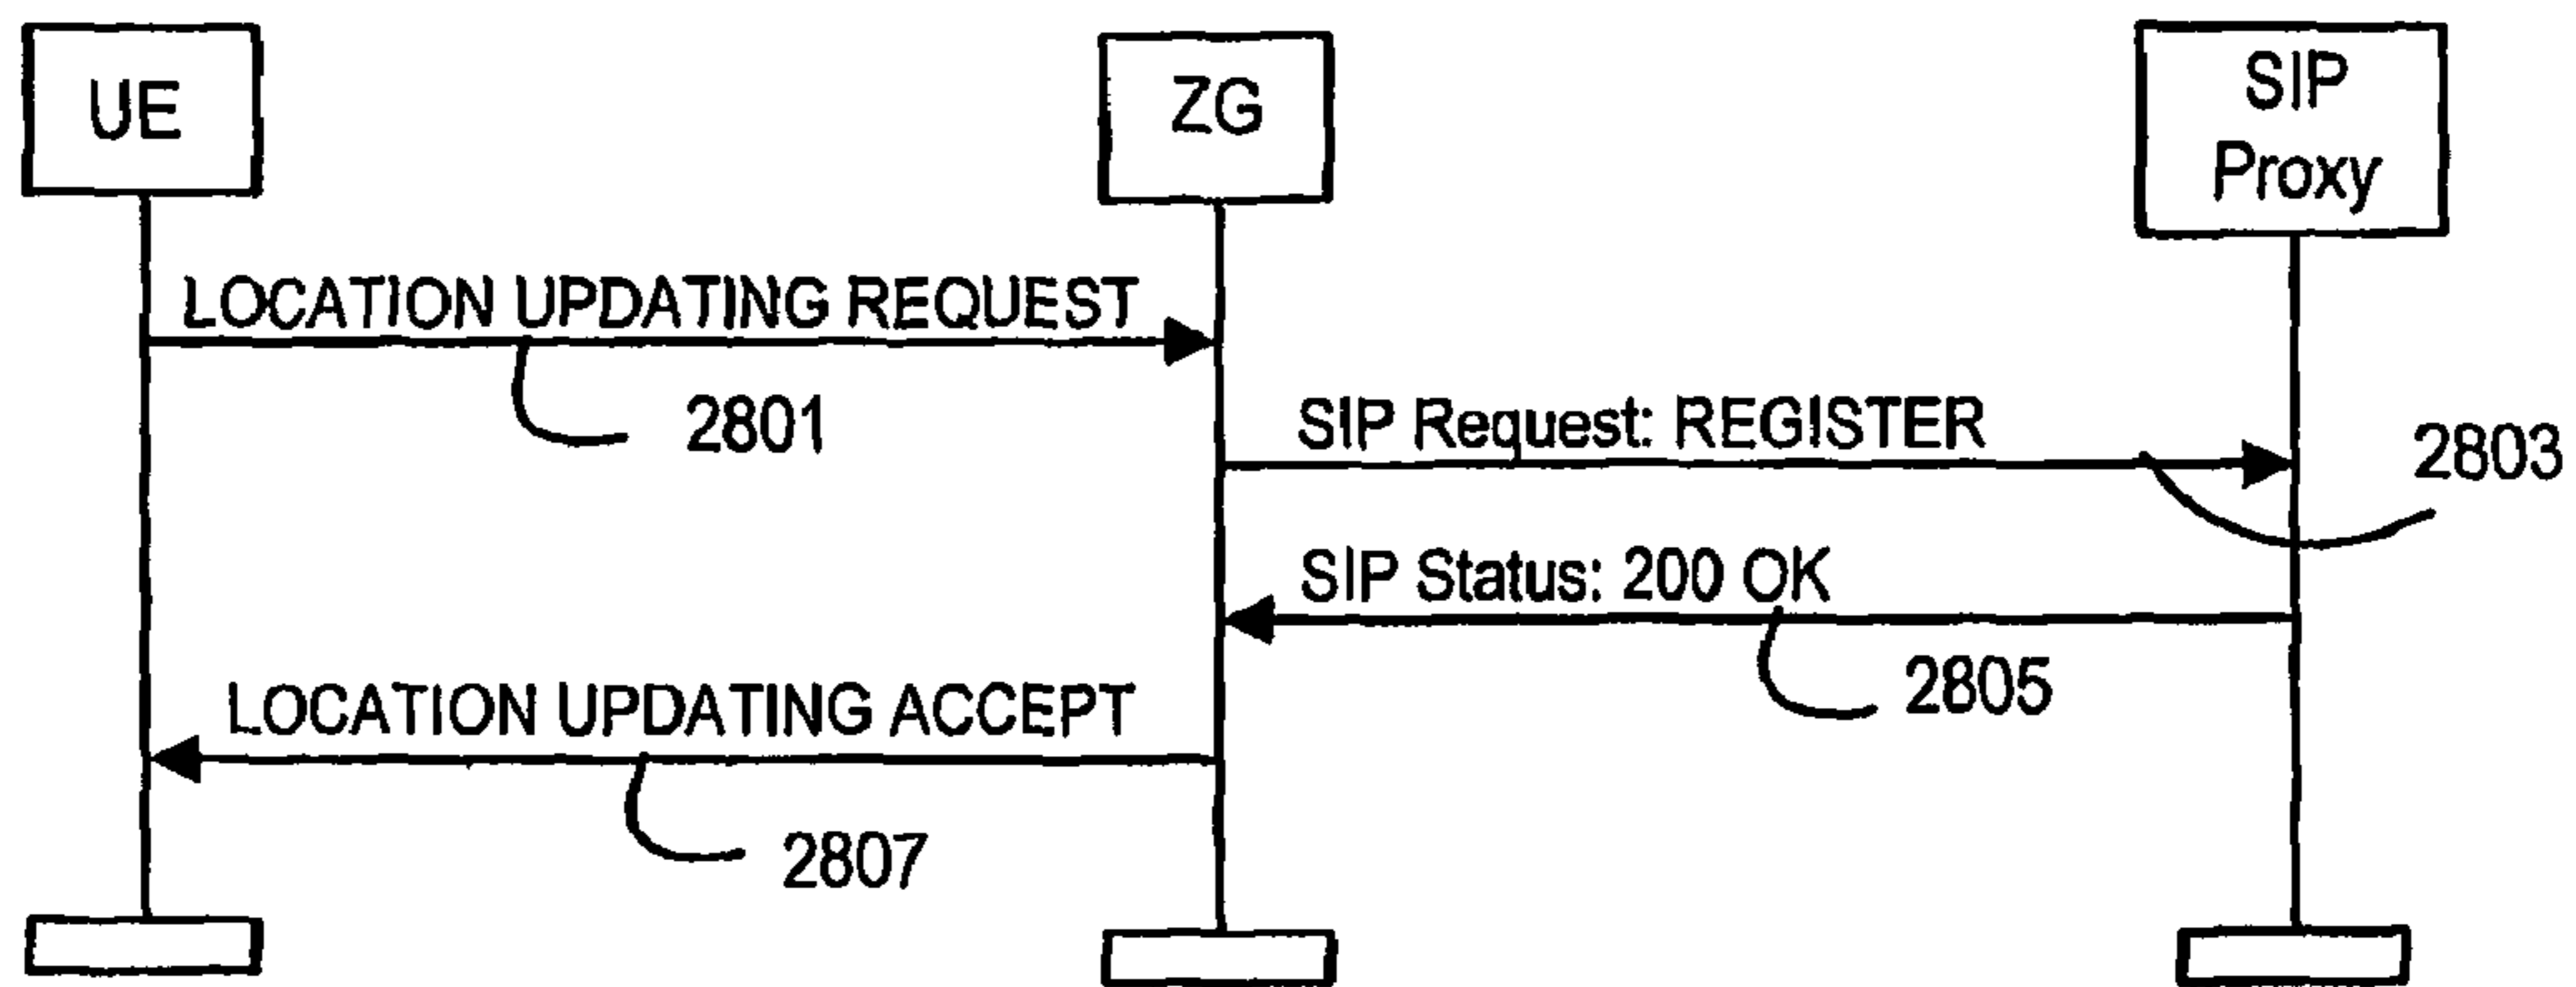 UE
ZG
SIP
Proxy
LOCATION UPDATING REQUEST
2801
SIP Request: REGISTER
2803
SIP Status: 200 OK
2805
LOCATION UPDATING ACCEPT
2807